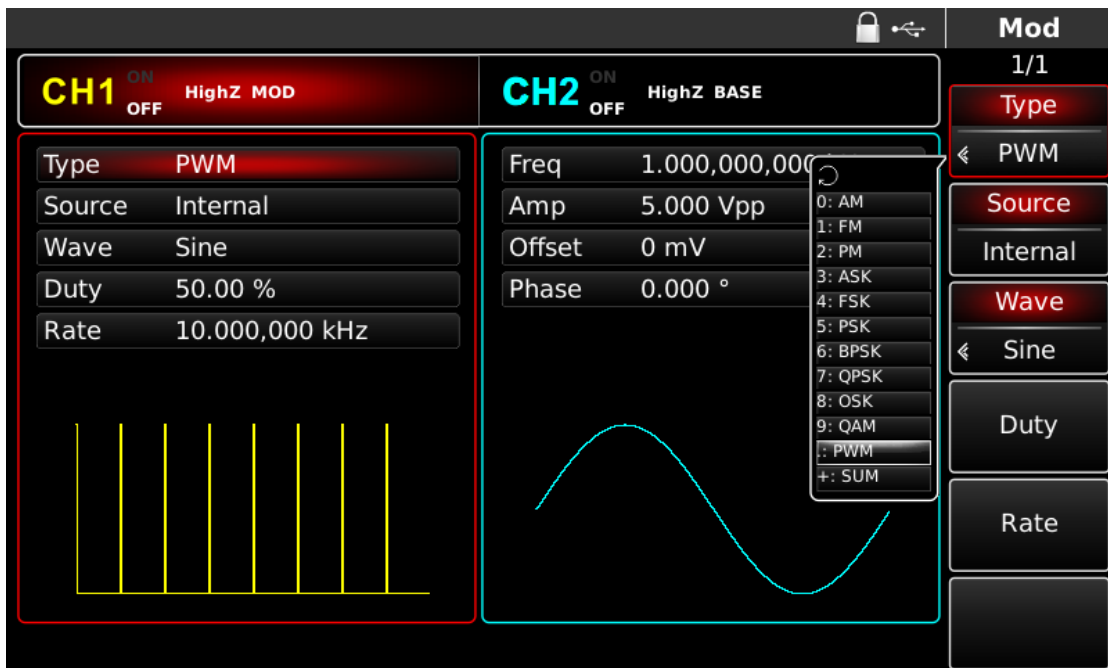 Mod
1/1
CH1 ON OFF HighZ MOD
CH2 ON OFF HighZ BASE
Type PWM
Source Internal
Wave Sine
Duty 50.00 %
Rate 10.000,000 kHz
Freq 1.000,000,000
Amp 5.000 Vpp
Offset 0 mV
Phase 0.000 °
0: AM
1: FM
2: PM
3: ASK
4: FSK
5: PSK
6: BPSK
7: QPSK
8: OSK
9: QAM
.: PWM
+: SUM
Type
PWM
Source
Internal
Wave
Sine
Duty
Rate